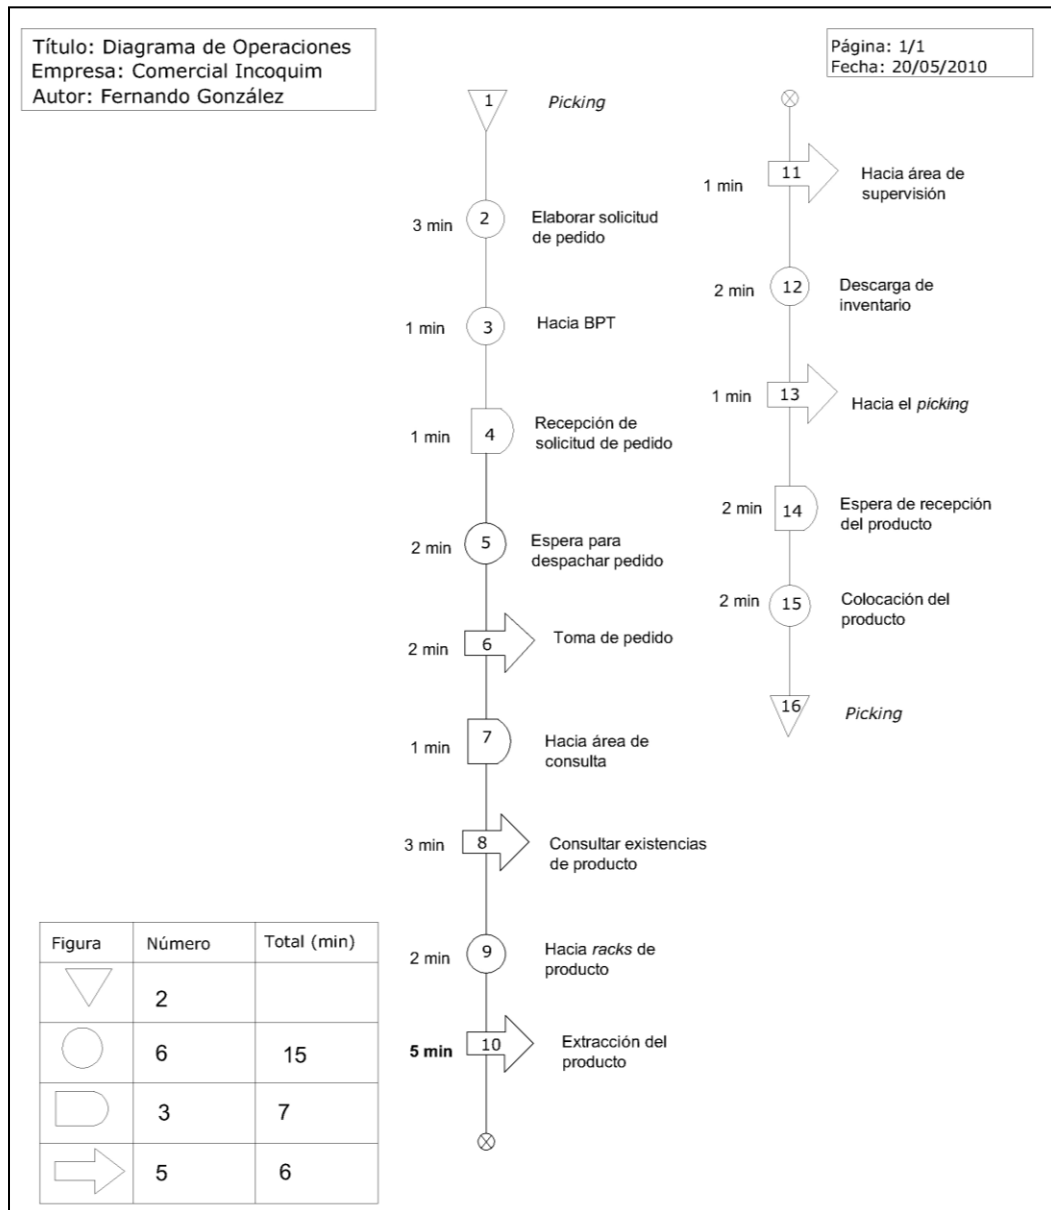 Título: Diagrama de Operaciones
Empresa: Comercial Incoquim
Autor: Fernando González
Página: 1/1
Fecha: 20/05/2010
1 Picking
3 min 2 Elaborar solicitud
de pedido
1 min 3 Hacia BPT
1 min 4 Recepción de
solicitud de pedido
2 min 5 Espera para
despachar pedido
2 min 6 Toma de pedido
1 min 7 Hacia área de
consulta
3 min 8 Consultar existencias
de producto
2 min 9 Hacia racks de
producto
5 min 10 Extracción del
producto
1 min 11 Hacia área de
supervisión
2 min 12 Descarga de
inventario
1 min 13 Hacia el picking
2 min 14 Espera de recepción
del producto
2 min 15 Colocación del
producto
16 Picking
Figura Número Total (min)
2
6 15
3 7
5 6